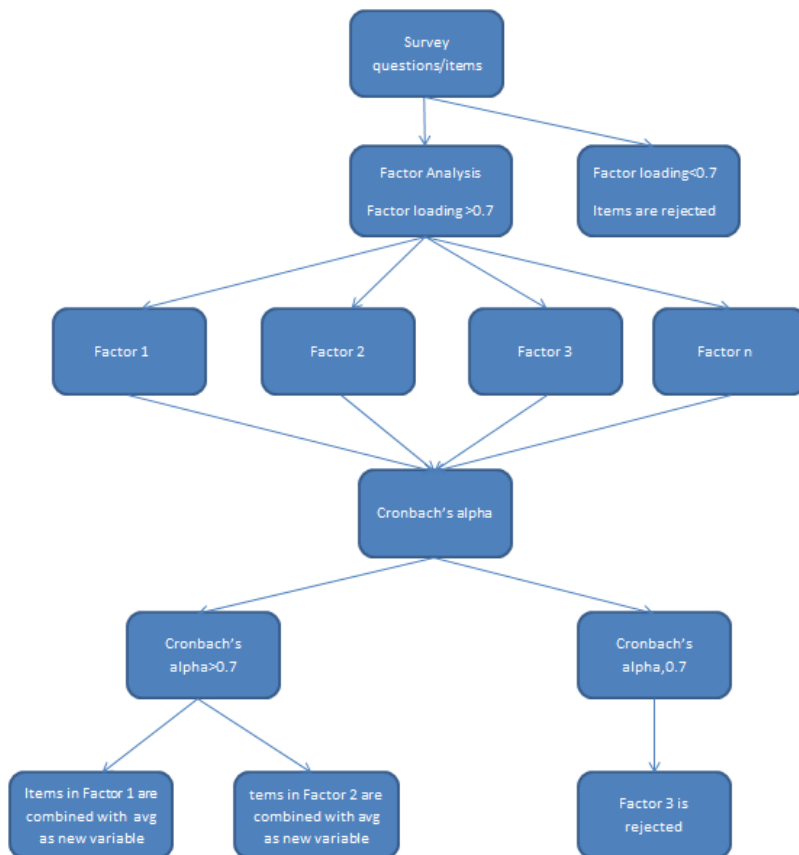 Survey
questions/items
Factor Analysis
Factor loading >0.7
Factor loading<0.7
Items are rejected
Factor 1
Factor 2
Factor 3
Factor n
Cronbach's alpha
Cronbach's
alpha>0.7
Cronbach's
alpha,0.7
Items in Factor 1 are
combined with avg
as new variable
tems in Factor 2 are
combined with avg
as new variable
Factor 3 is
rejected